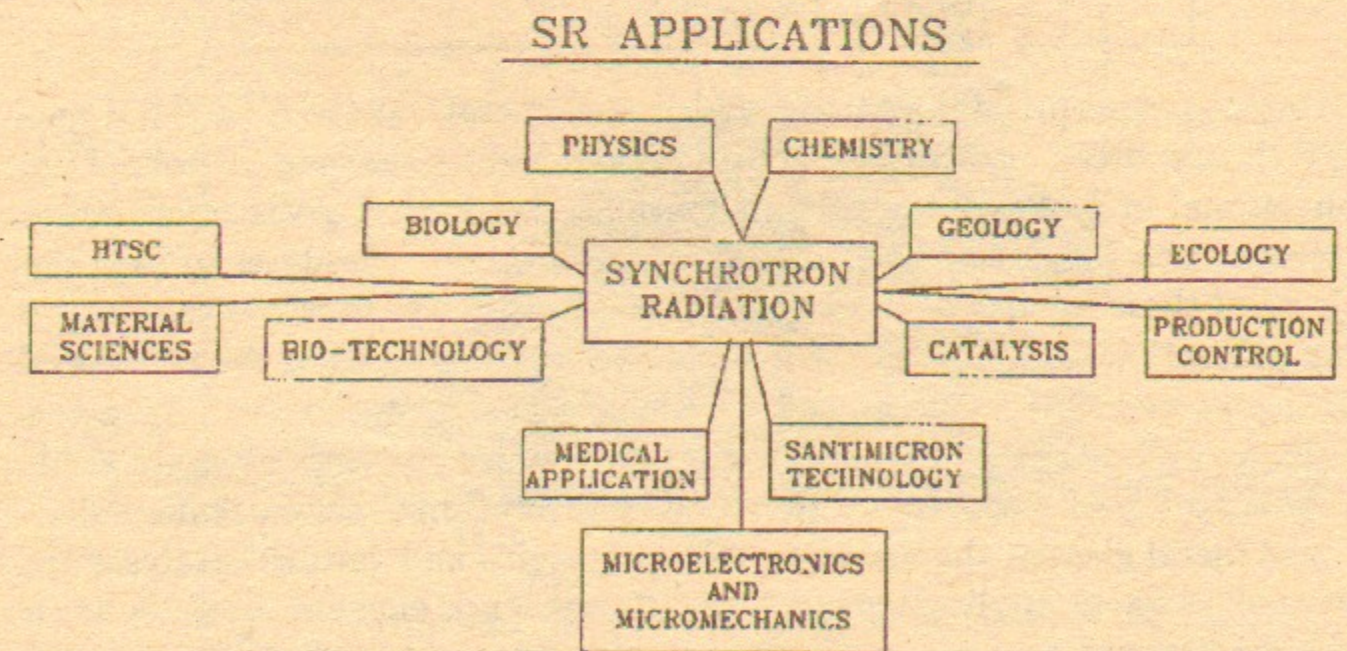 SR APPLICATIONS
PHYSICS
CHEMISTRY
BIOLOGY
GEOLOGY
HTSC
ECOLOGY
SYNCHROTRON
RADIATION
MATERIAL
SCIENCES
BIO-TECHNOLOGY
CATALYSIS
PRODUCTION
CONTROL
MEDICAL
APPLICATION
SANTIMICRON
TECHNOLOGY
MICROELECTRONICS
AND
MICROMECHANICS